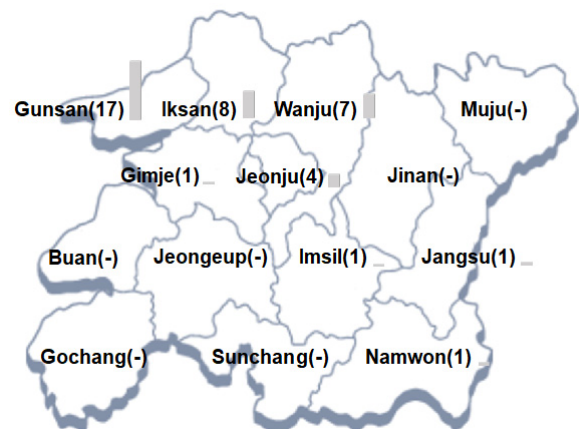 Gunsan(17) Iksan(8) Wanju(7) Muju(-)
Gimje(1) Jeonju(4) Jinan(-)
Buan(-) Jeongeup(-) Imsil(1) Jangsu(1)
Gochang(-) Sunchang(-) Namwon(1)